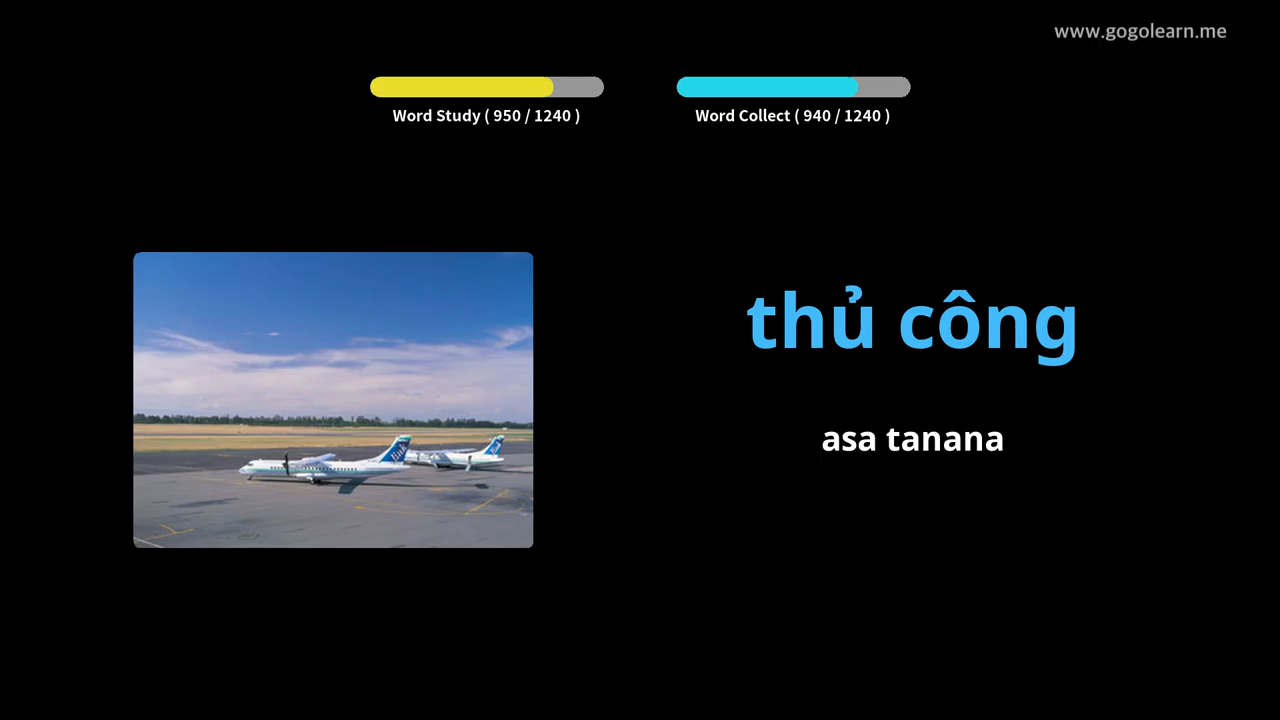 www.gogolearn.me
Word Study ( 950 / 1240 )
Word Collect ( 940 / 1240 )
thủ công
asa tanana